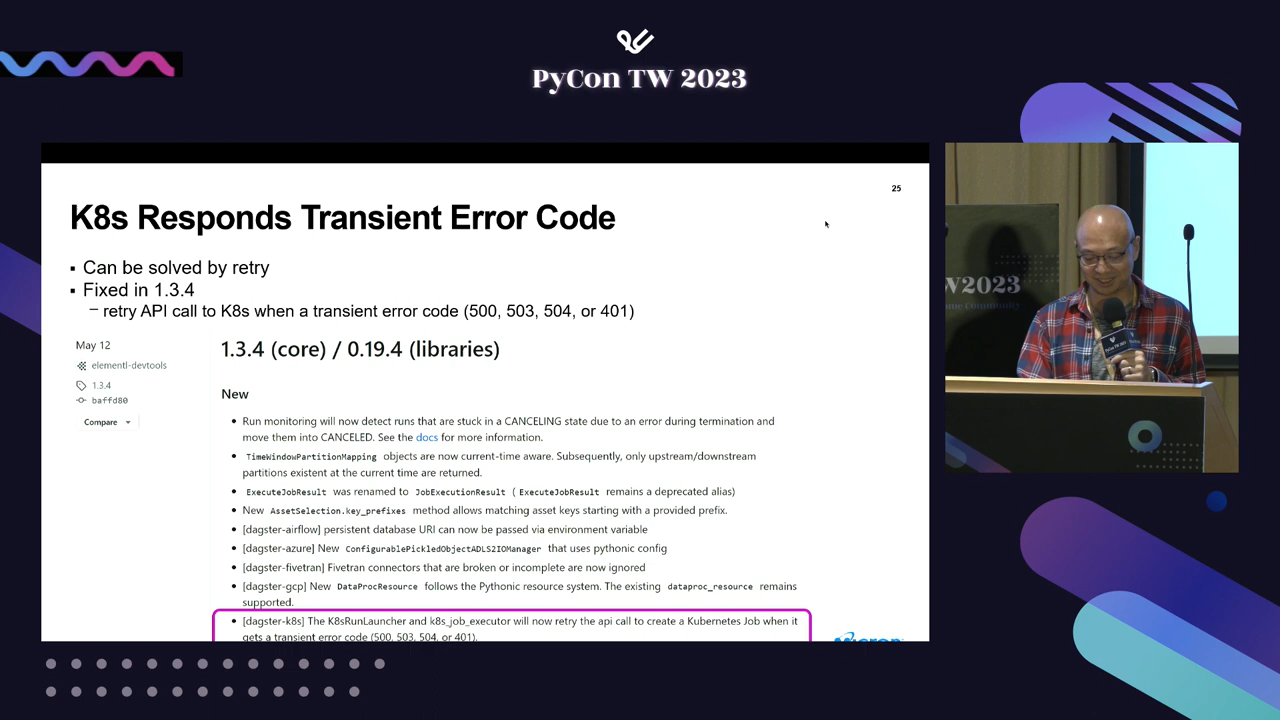 PyCon TW 2023
25
K8s Responds Transient Error Code
▪ Can be solved by retry
▪ Fixed in 1.3.4
– retry API call to K8s when a transient error code (500, 503, 504, or 401)
May 12
elementl-devtools
1.3.4
baffd80
Compare
1.3.4 (core) / 0.19.4 (libraries)
New
• Run monitoring will now detect runs that are stuck in a CANCELING state due to an error during termination and
move them into CANCELED. See the docs for more information.
• TimeWindowPartitionMapping objects are now current-time aware. Subsequently, only upstream/downstream
partitions existent at the current time are returned.
• ExecuteJobResult was renamed to JobExecutionResult ( ExecuteJobResult remains a deprecated alias)
• New AssetSelection.key_prefixes method allows matching asset keys starting with a provided prefix.
• [dagster-airflow] persistent database URI can now be passed via environment variable
• [dagster-azure] New ConfigurablePickledObjectADLS2IOManager that uses pythonic config
• [dagster-fivetran] Fivetran connectors that are broken or incomplete are now ignored
• [dagster-gcp] New DataProcResource follows the Pythonic resource system. The existing dataproc_resource remains
supported.
• [dagster-k8s] The K8sRunLauncher and k8s_job_executor will now retry the api call to create a Kubernetes Job when it
gets a transient error code (500, 503, 504, or 401).
Micron
W2023